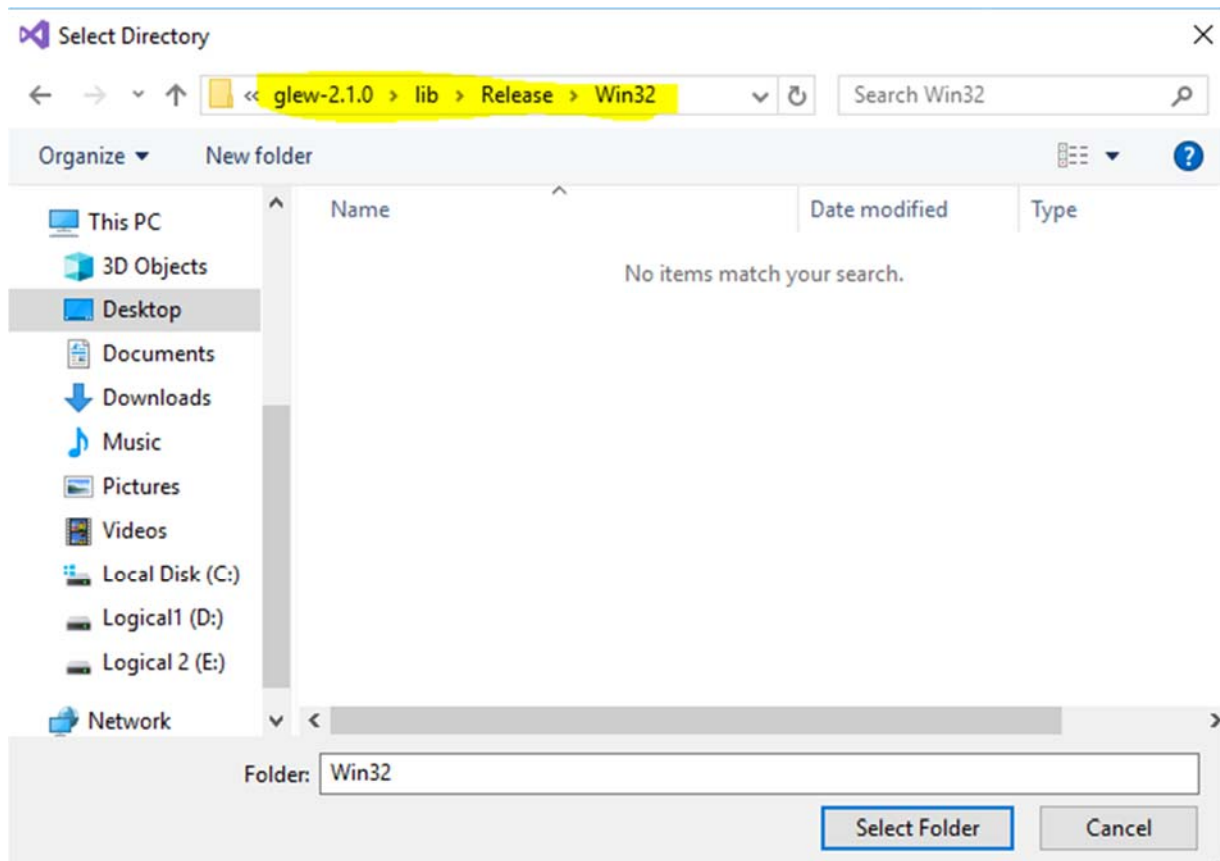 Select Directory
« glew-2.1.0 > lib > Release > Win32
Search Win32
Organize
New folder
Name
Date modified
Type
This PC
3D Objects
Desktop
Documents
Downloads
Music
Pictures
Videos
Local Disk (C:)
Logical1 (D:)
Logical 2 (E:)
Network
No items match your search.
Folder: Win32
Select Folder
Cancel